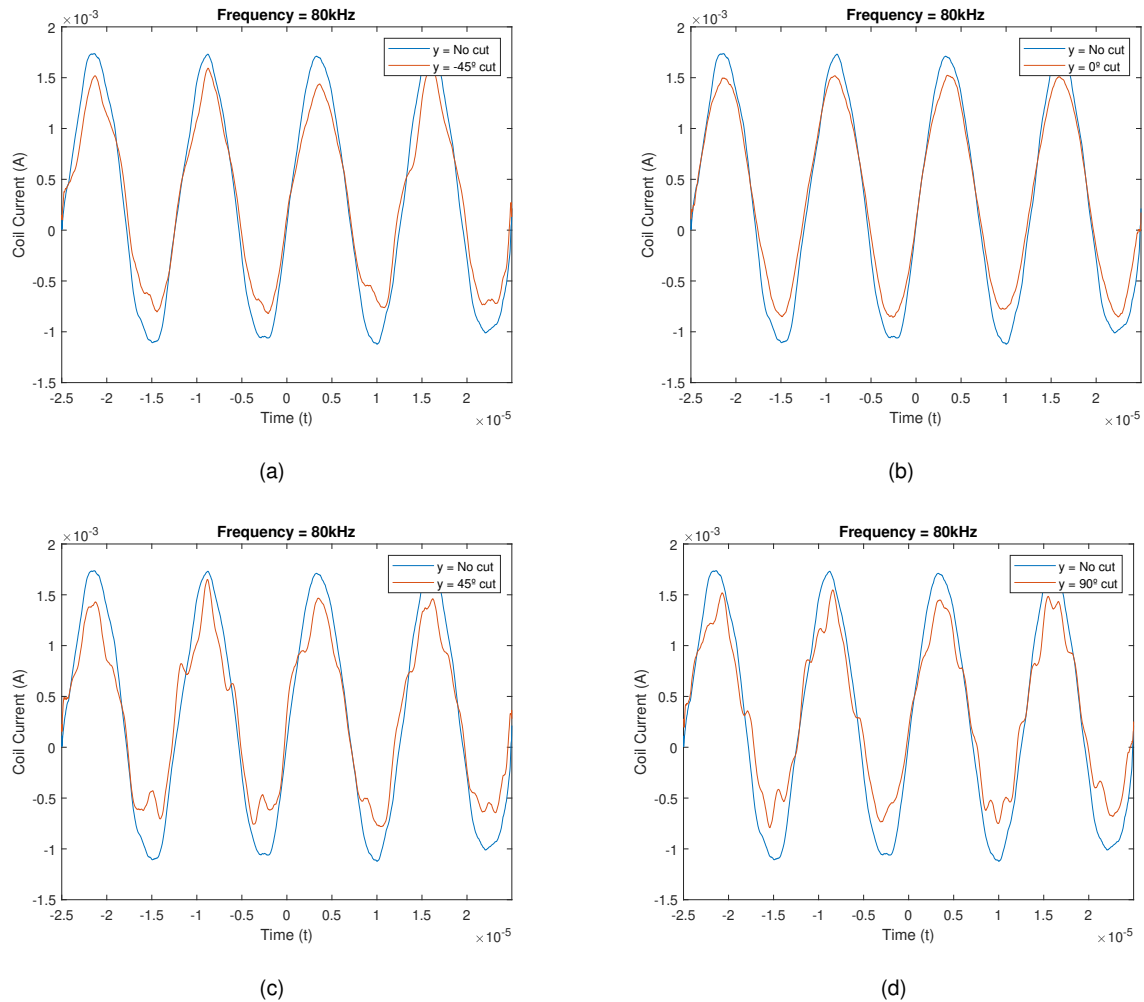 Frequency = 80kHz
×10⁻³
2
1.5
1
0.5
0
-0.5
-1
-1.5
Coil Current (A)
y = No cut
y = -45º cut
-2.5 -2 -1.5 -1 -0.5 0 0.5 1 1.5 2
Time (t)
×10⁻⁵
(a)
Frequency = 80kHz
×10⁻³
2
1.5
1
0.5
0
-0.5
-1
-1.5
Coil Current (A)
y = No cut
y = 0º cut
-2.5 -2 -1.5 -1 -0.5 0 0.5 1 1.5 2
Time (t)
×10⁻⁵
(b)
Frequency = 80kHz
×10⁻³
2
1.5
1
0.5
0
-0.5
-1
-1.5
Coil Current (A)
y = No cut
y = 45º cut
-2.5 -2 -1.5 -1 -0.5 0 0.5 1 1.5 2
Time (t)
×10⁻⁵
(c)
Frequency = 80kHz
×10⁻³
2
1.5
1
0.5
0
-0.5
-1
-1.5
Coil Current (A)
y = No cut
y = 90º cut
-2.5 -2 -1.5 -1 -0.5 0 0.5 1 1.5 2
Time (t)
×10⁻⁵
(d)